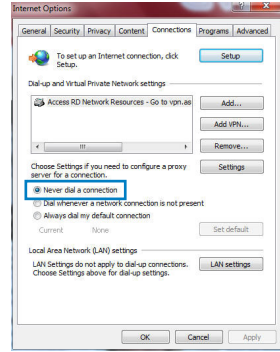 Internet Options
General Security Privacy Content Connections Programs Advanced
To set up an Internet connection, click
Setup.
Setup
Dial-up and Virtual Private Network settings
Access RD Network Resources - Go to vpn.as
Add...
Add VPN...
Remove...
Choose Settings if you need to configure a proxy
server for a connection.
Settings
Never dial a connection
Dial whenever a network connection is not present
Always dial my default connection
Current None
Set default
Local Area Network (LAN) settings
LAN Settings do not apply to dial-up connections.
Choose Settings above for dial-up settings.
LAN settings
OK Cancel Apply